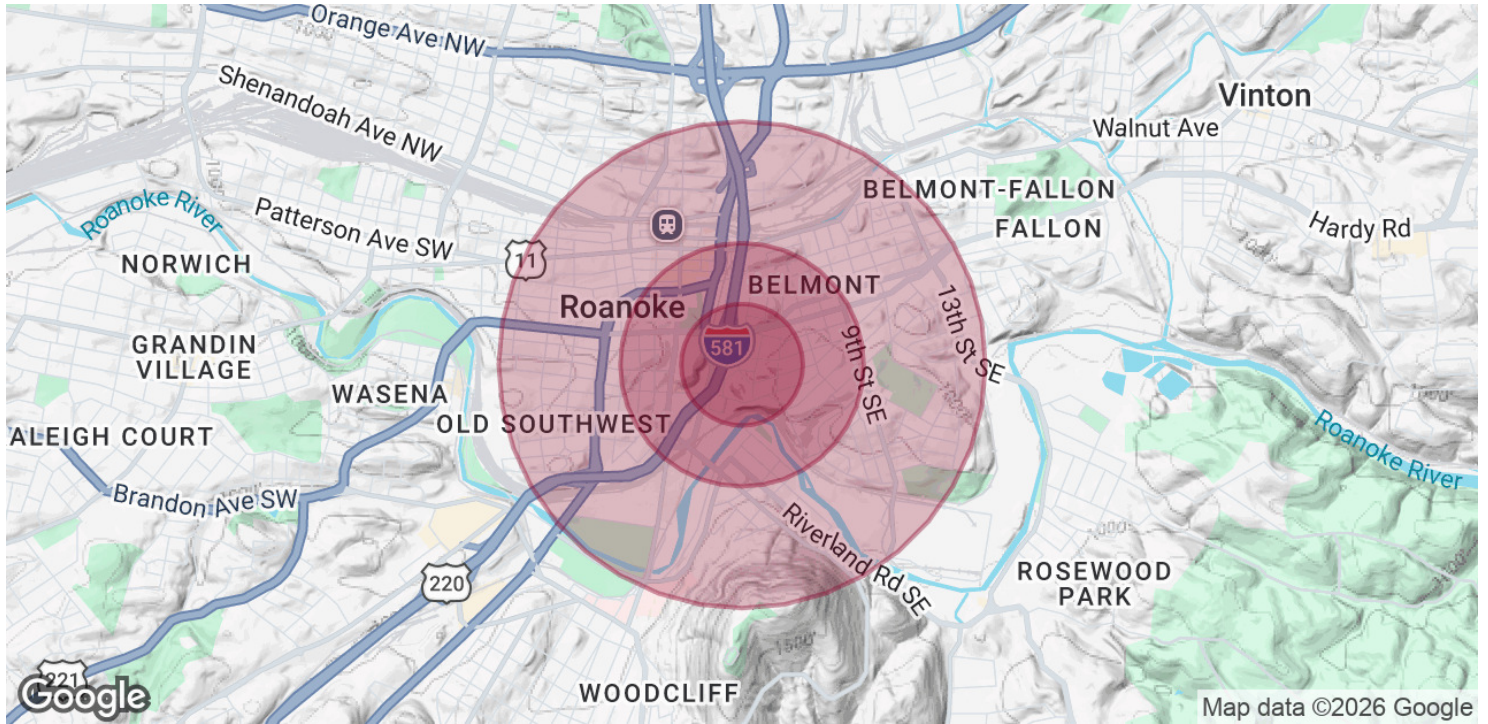 Orange Ave NW
Shenandoah Ave NW
Vinton
Walnut Ave
BELMONT-FALLON
FALLON
Hardy Rd
Roanoke River
Patterson Ave SW
11
NORWICH
BELMONT
Roanoke
13th St SE
GRANDIN
VILLAGE
581
9th St SE
WASENA
OLD SOUTHWEST
ALEIGH COURT
Roanoke River
Brandon Ave SW
Riverland Rd SE
220
ROSEWOOD
PARK
1500'
221
Google
WOODCLIFF
Map data ©2026 Google